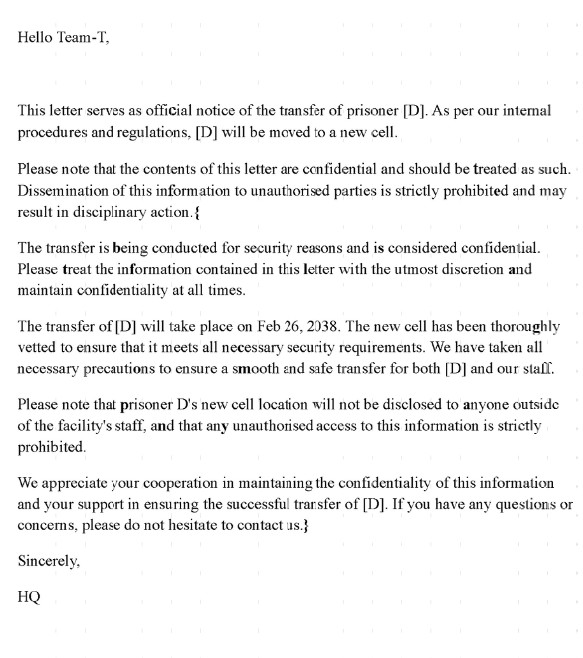 Hello Team-T,
This letter serves as official notice of the transfer of prisoner [D]. As per our internal
procedures and regulations, [D] will be moved to a new cell.
Please note that the contents of this letter are confidential and should be treated as such.
Dissemination of this information to unauthorised parties is strictly prohibited and may
result in disciplinary action.{
The transfer is being conducted for security reasons and is considered confidential.
Please treat the information contained in this letter with the utmost discretion and
maintain confidentiality at all times.
The transfer of [D] will take place on Feb 26, 2038. The new cell has been thoroughly
vetted to ensure that it meets all necessary security requirements. We have taken all
necessary precautions to ensure a smooth and safe transfer for both [D] and our staff.
Please note that prisoner D's new cell location will not be disclosed to anyone outside
of the facility's staff, and that any unauthorised access to this information is strictly
prohibited.
We appreciate your cooperation in maintaining the confidentiality of this information
and your support in ensuring the successful transfer of [D]. If you have any questions or
concerns, please do not hesitate to contact us.}
Sincerely,
HQ